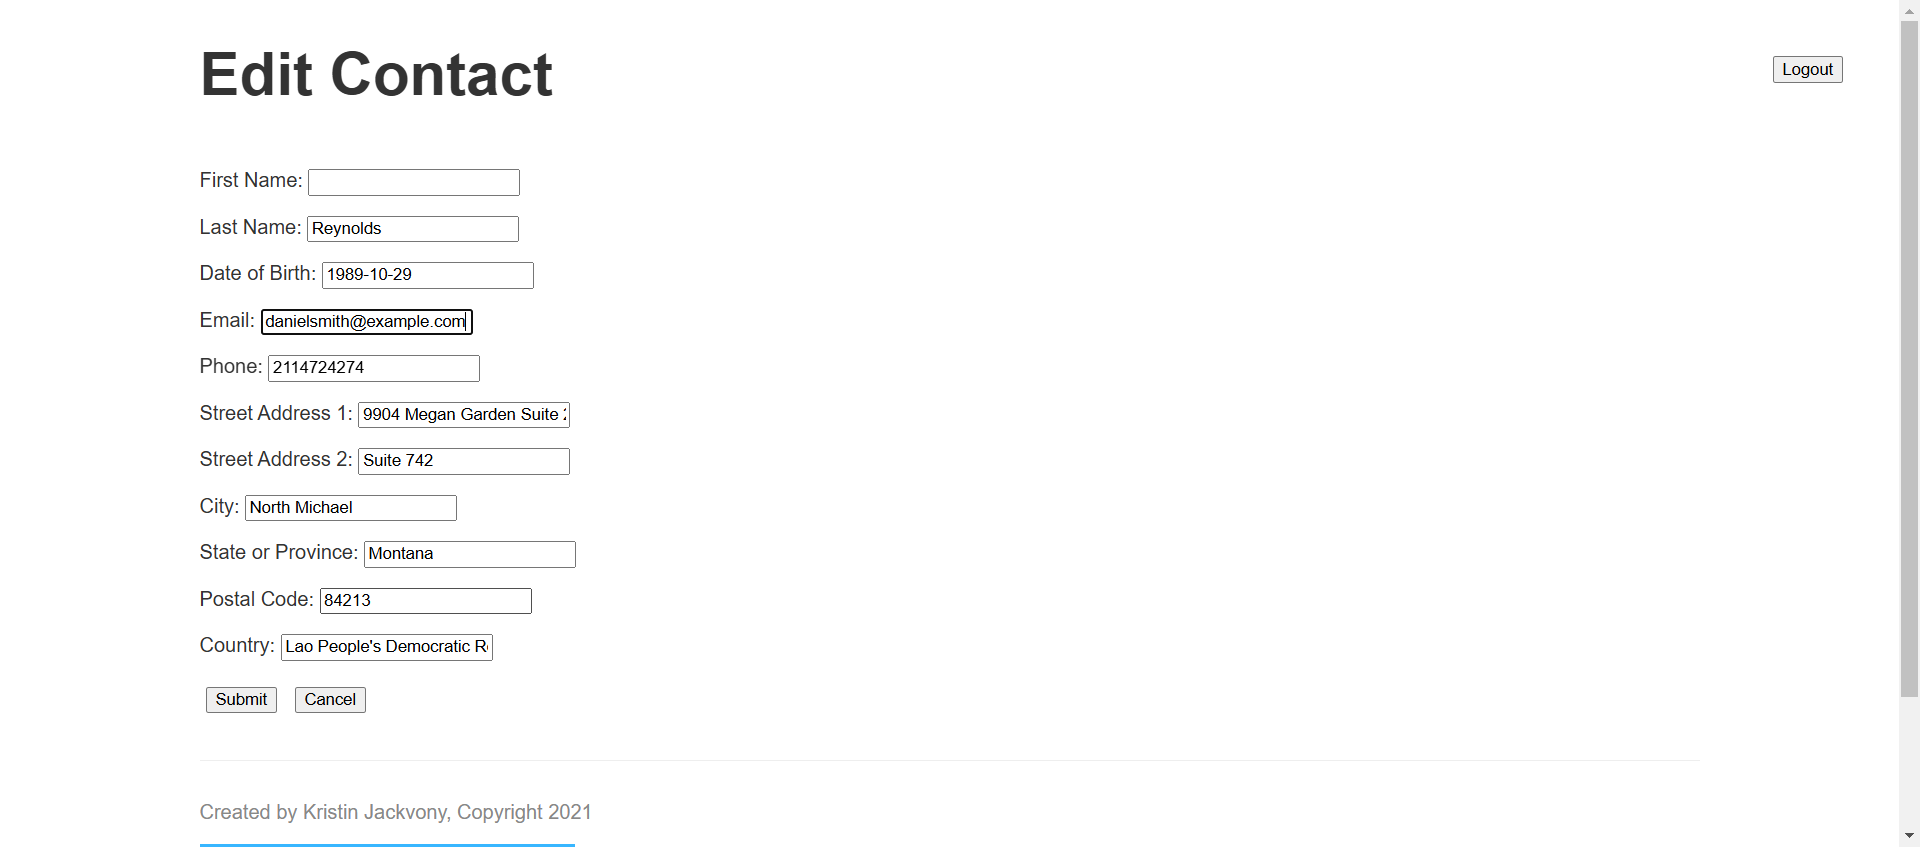 Edit Contact
Logout
First Name:
Last Name: Reynolds
Date of Birth: 1989-10-29
Email: danielsmith@example.com
Phone: 2114724274
Street Address 1: 9904 Megan Garden Suite
Street Address 2: Suite 742
City: North Michael
State or Province: Montana
Postal Code: 84213
Country: Lao People's Democratic
Submit Cancel
Created by Kristin Jackvony, Copyright 2021